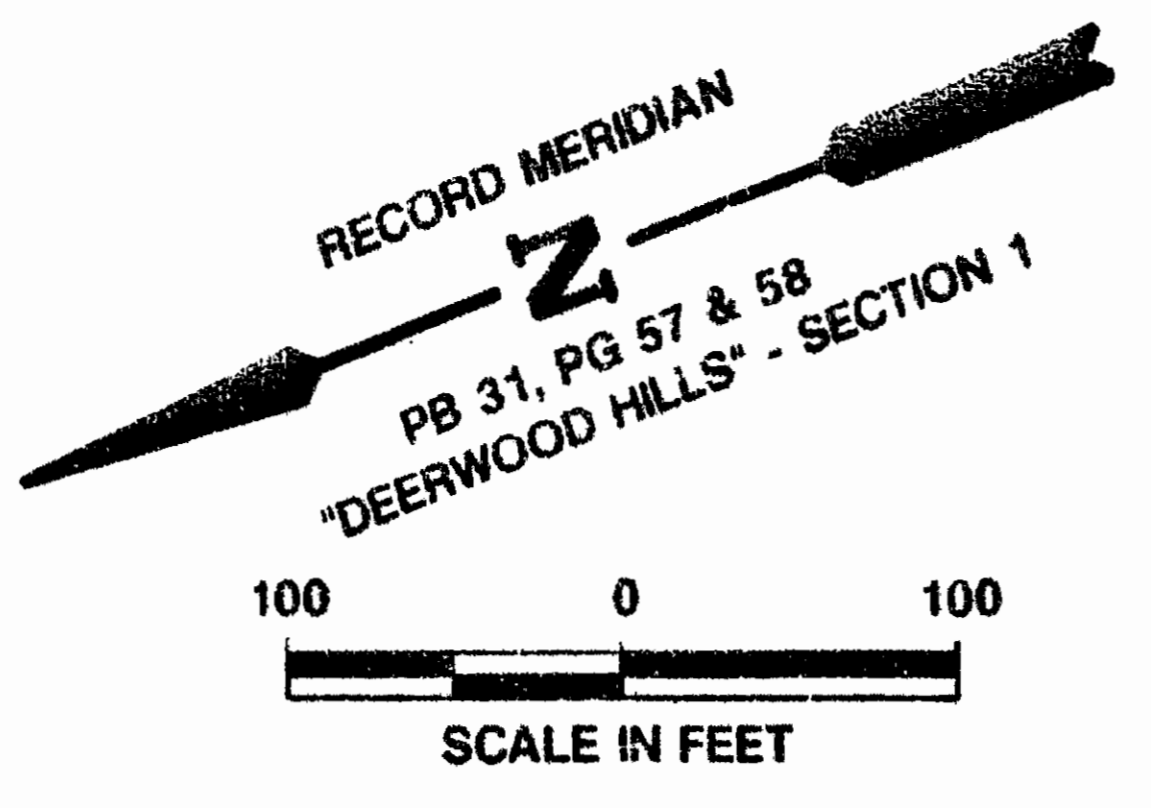 RECORD MERIDIAN
N
PB 31, PG 57 & 58
"DEERWOOD HILLS" - SECTION 1
100 0 100
SCALE IN FEET